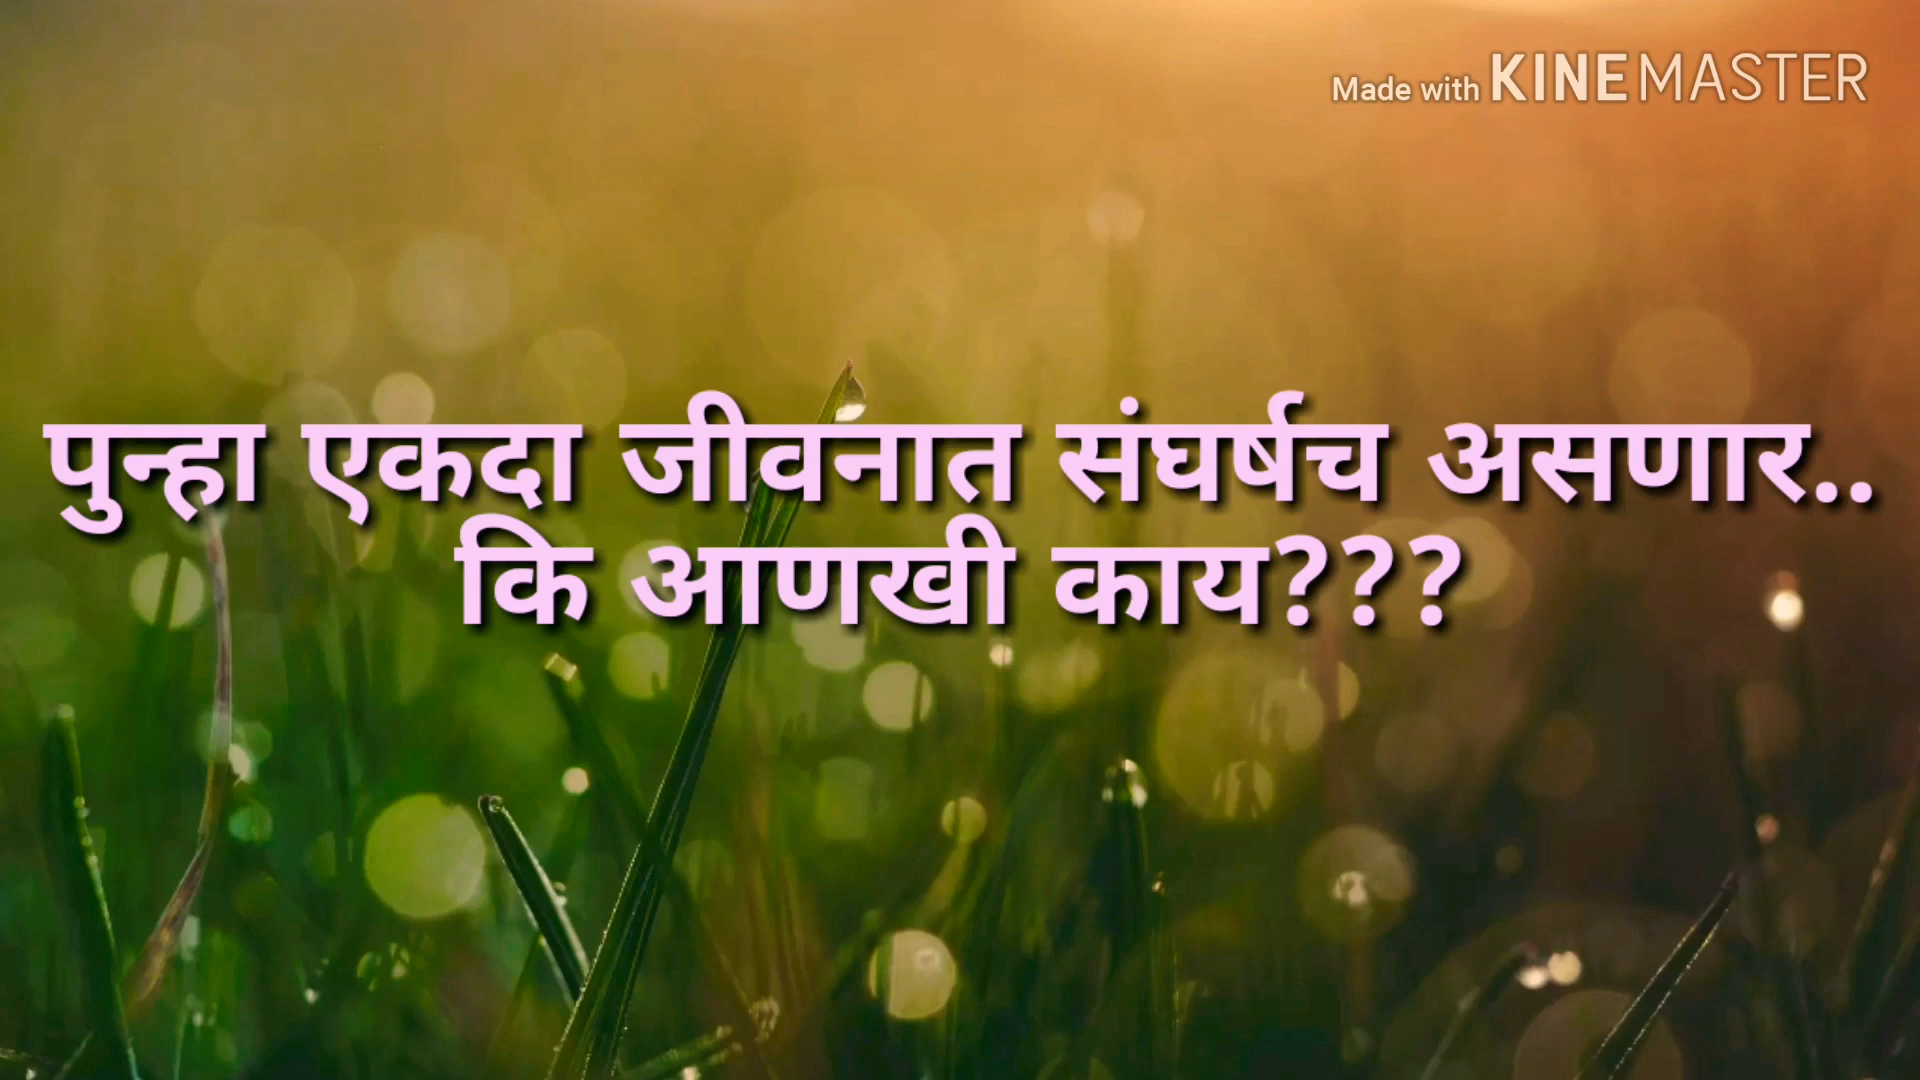 Made with KINEMASTER
पुन्हा एकदा जीवनात संघर्षच असणार..
कि आणखी काय???